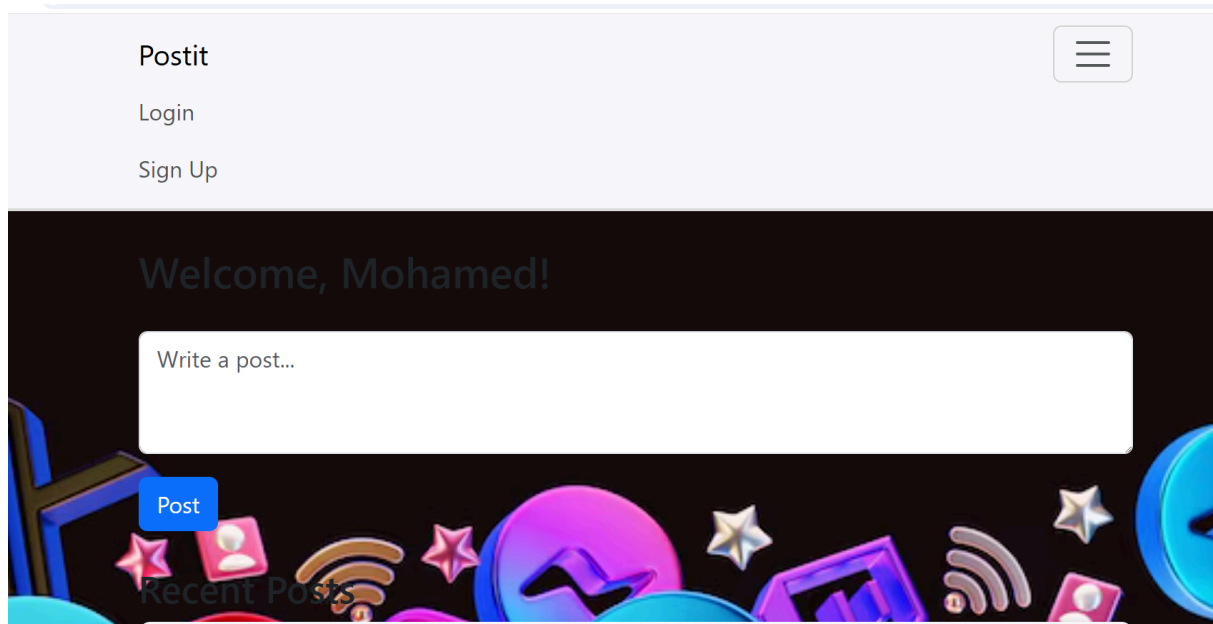 Postit
Login
Sign Up
Welcome, Mohamed!
Write a post...
Post
Recent Posts